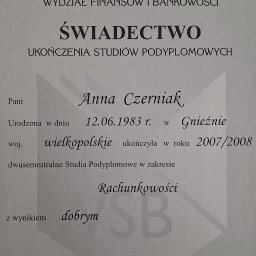 WYDZIAŁ FINANSÓW I BANKOWOŚCI
ŚWIADECTWO
UKOŃCZENIA STUDIÓW PODYPLOMOWYCH
Pani Anna Czerniak
Urodzona w dniu 12.06.1983 r. w Gnieźnie
woj. wielkopolskie ukończyła w roku 2007/2008
dwusemestralne Studia Podyplomowe w zakresie
Rachunkowości
z wynikiem dobrym
WSB